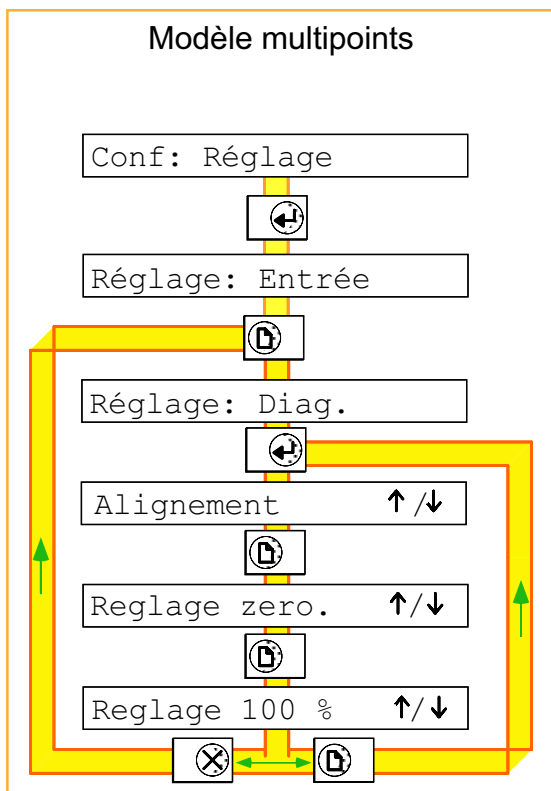 Modèle multipoints
Conf: Réglage
Réglage: Entrée
Réglage: Diag.
Alignement ↑/↓
Reglage zero. ↑/↓
Reglage 100 % ↑/↓